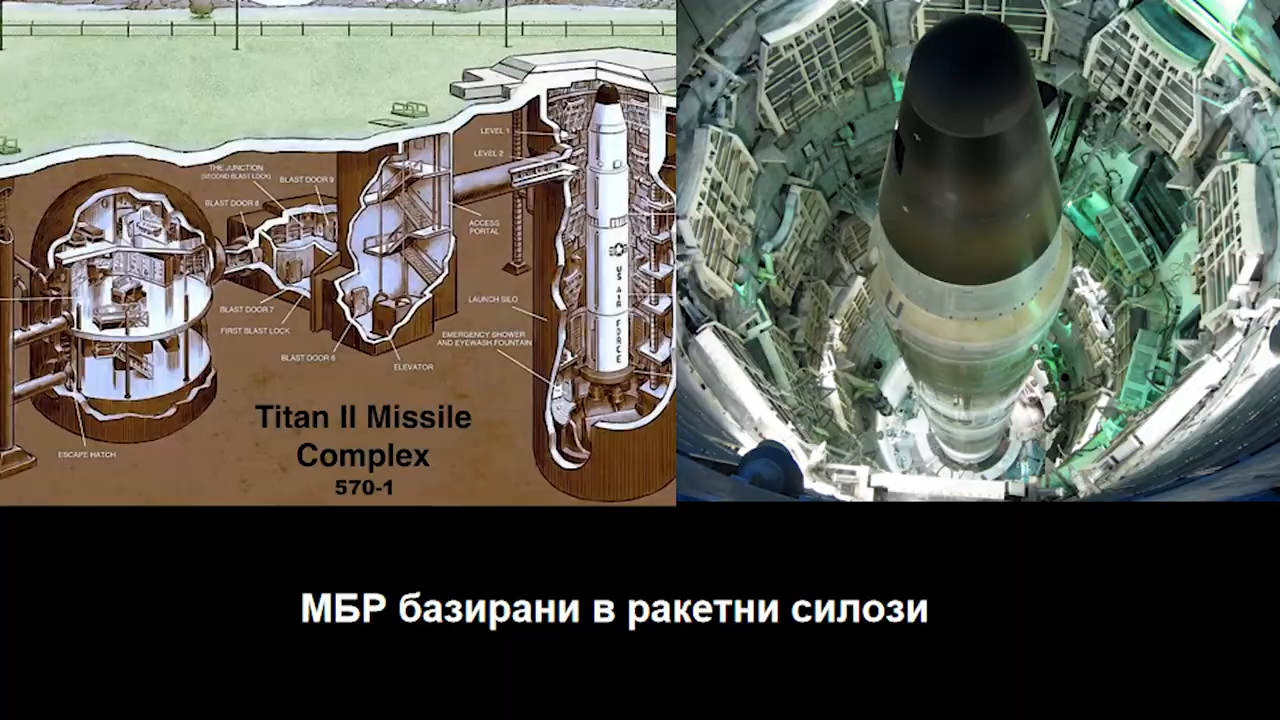 LEVEL 1
LEVEL 2
THE JUNCTION
(SECOND BLAST LOCK)
BLAST DOOR 9
BLAST DOOR 8
ACCESS
PORTAL
BLAST DOOR 7
FIRST BLAST LOCK
LAUNCH SILO
EMERGENCY SHOWER
AND EYEWASH FOUNTAIN
BLAST DOOR 6
ELEVATOR
ESCAPE HATCH
US AIR FORCE
Titan II Missile
Complex
570-1
U
МБР базирани в ракетни силози